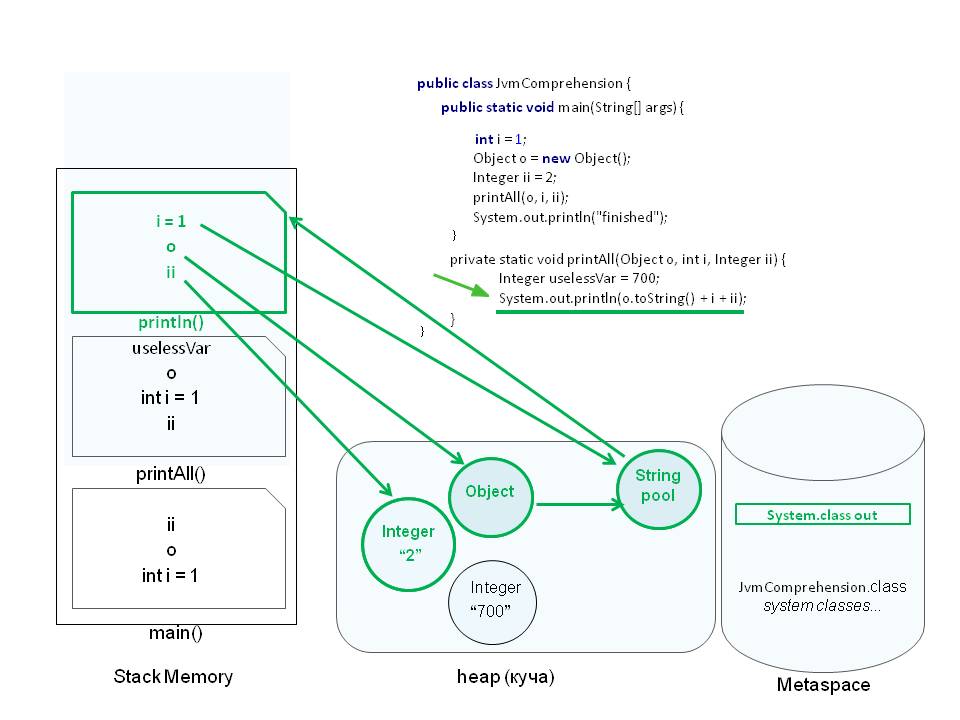 public class JvmComprehension {
public static void main(String[] args) {
int i = 1;
Object o = new Object();
Integer ii = 2;
printAll(o, i, ii);
System.out.println("finished");
}
private static void printAll(Object o, int i, Integer ii) {
Integer uselessVar = 700;
System.out.println(o.toString() + i + ii);
}
}
i = 1
o
ii
println()
uselessVar
o
int i = 1
ii
printAll()
ii
o
int i = 1
main()
Stack Memory
Object
String
pool
Integer
“2”
Integer
“700”
heap (куча)
System.class out
JvmComprehension.class
system classes...
Metaspace